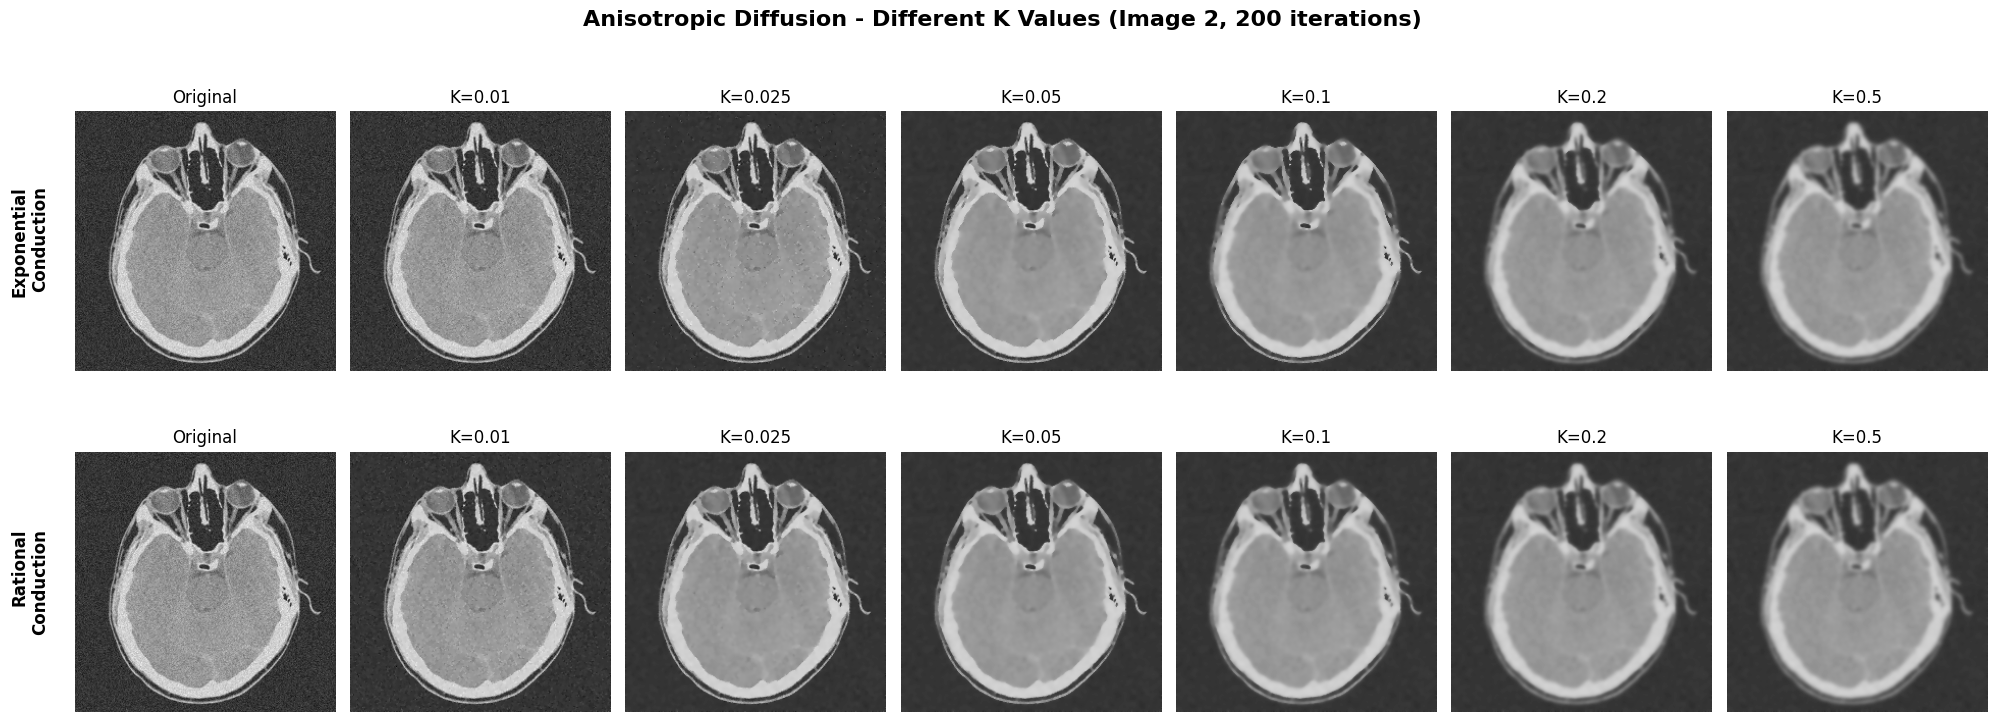 Anisotropic Diffusion - Different K Values (Image 2, 200 iterations)
Original
K=0.01
K=0.025
K=0.05
K=0.1
K=0.2
K=0.5
Exponential
Conduction
Original
K=0.01
K=0.025
K=0.05
K=0.1
K=0.2
K=0.5
Rational
Conduction